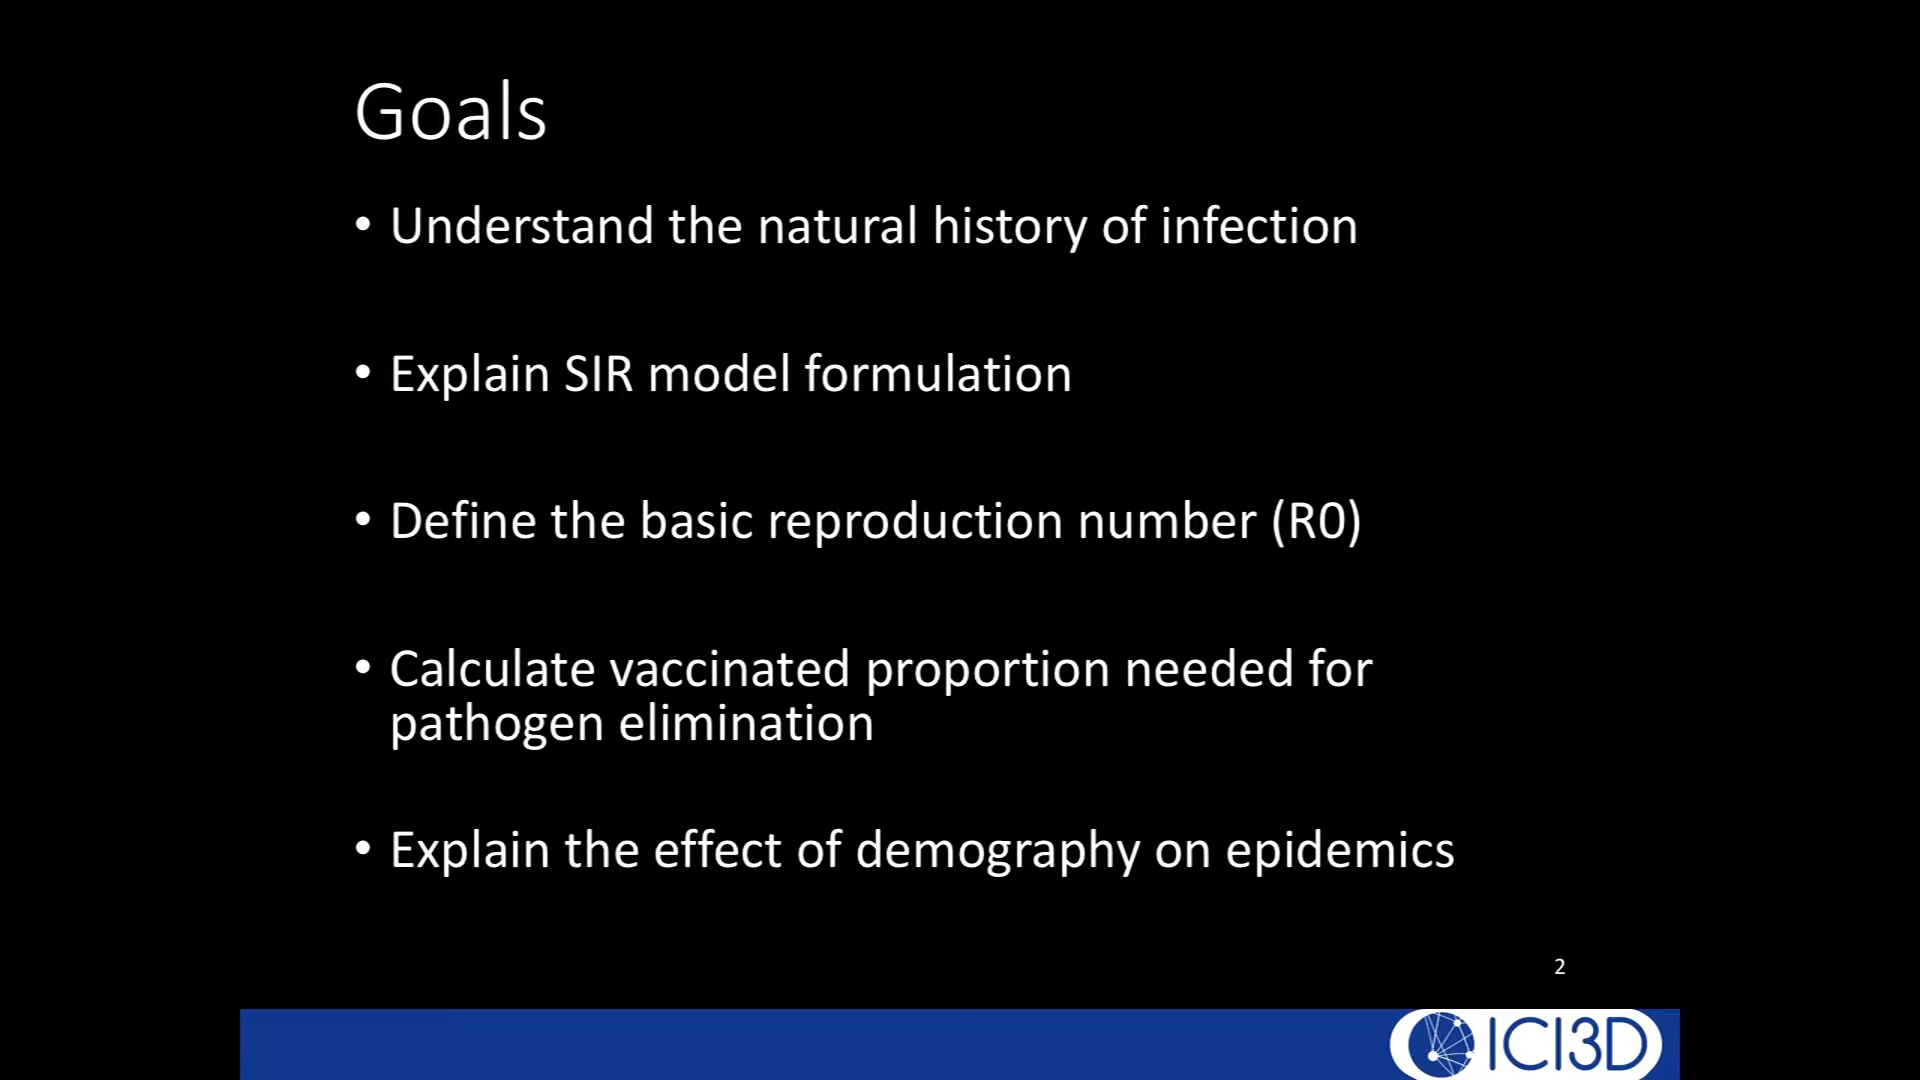 Goals
• Understand the natural history of infection
• Explain SIR model formulation
• Define the basic reproduction number (R0)
• Calculate vaccinated proportion needed for
pathogen elimination
• Explain the effect of demography on epidemics
2
ICI3D